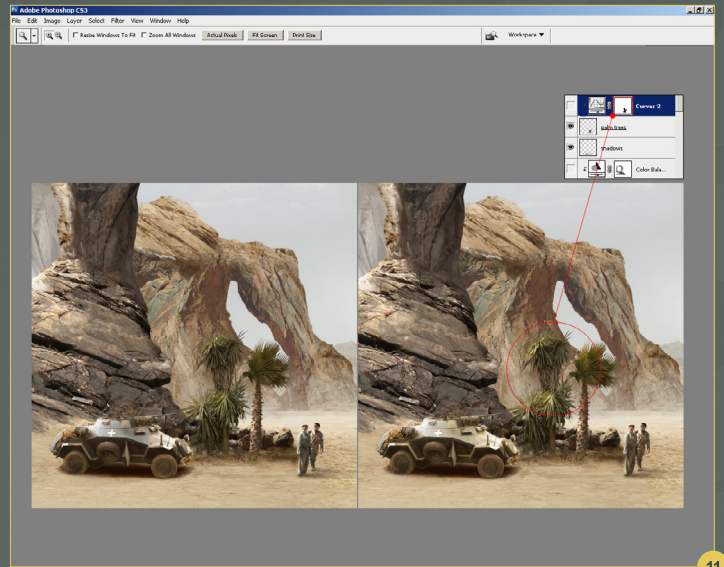 Adobe Photoshop CS3
File Edit Image Layer Select Filter View Window Help
Resize Windows To Fit Zoom All Windows Actual Pixels Fit Screen Print Size Workspace ▼
Curves 2
palm trees
shadows
Color Bala...
11